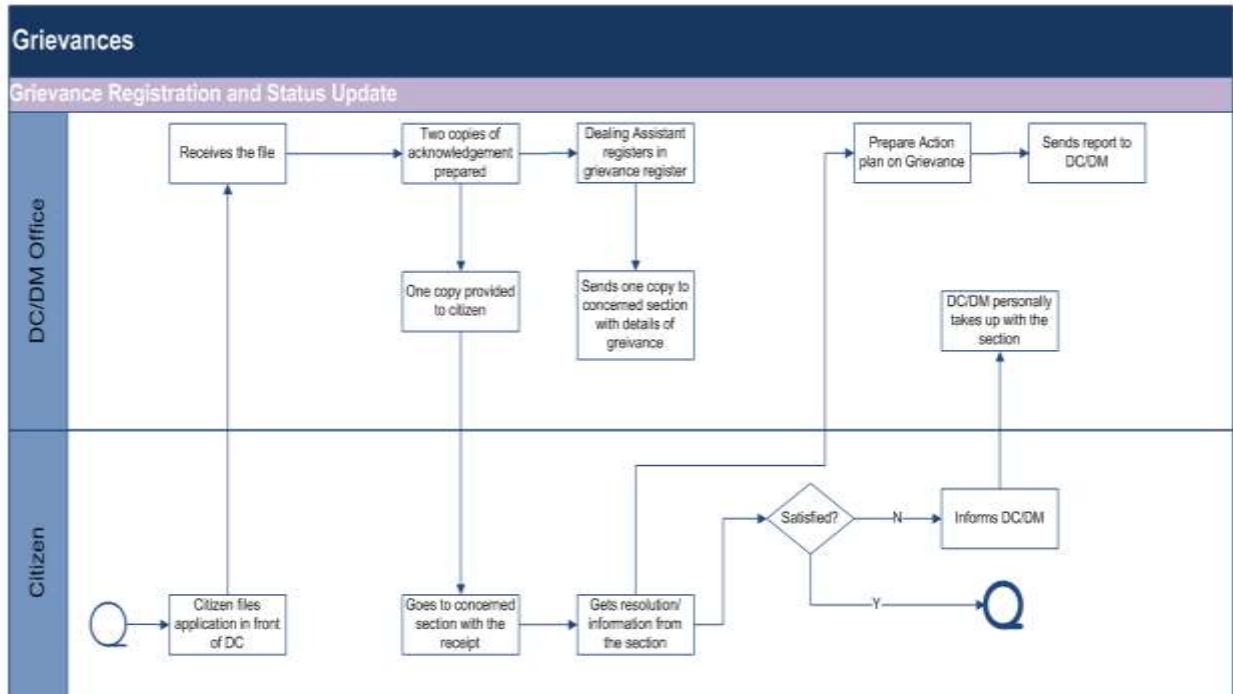 Grievances
Grievance Registration and Status Update
DC/DM Office
Receives the file
Two copies of
acknowledgement
prepared
Dealing Assistant
registers in
grievance register
Prepare Action
plan on Grievance
Sends report to
DC/DM
One copy provided
to citizen
Sends one copy to
concerned section
with details of
greivance
DC/DM personally
takes up with the
section
Citizen
Satisfied?
N
Informs DC/DM
Y
Citizen files
application in front
of DC
Goes to concerned
section with the
receipt
Gets resolution/
information from
the section